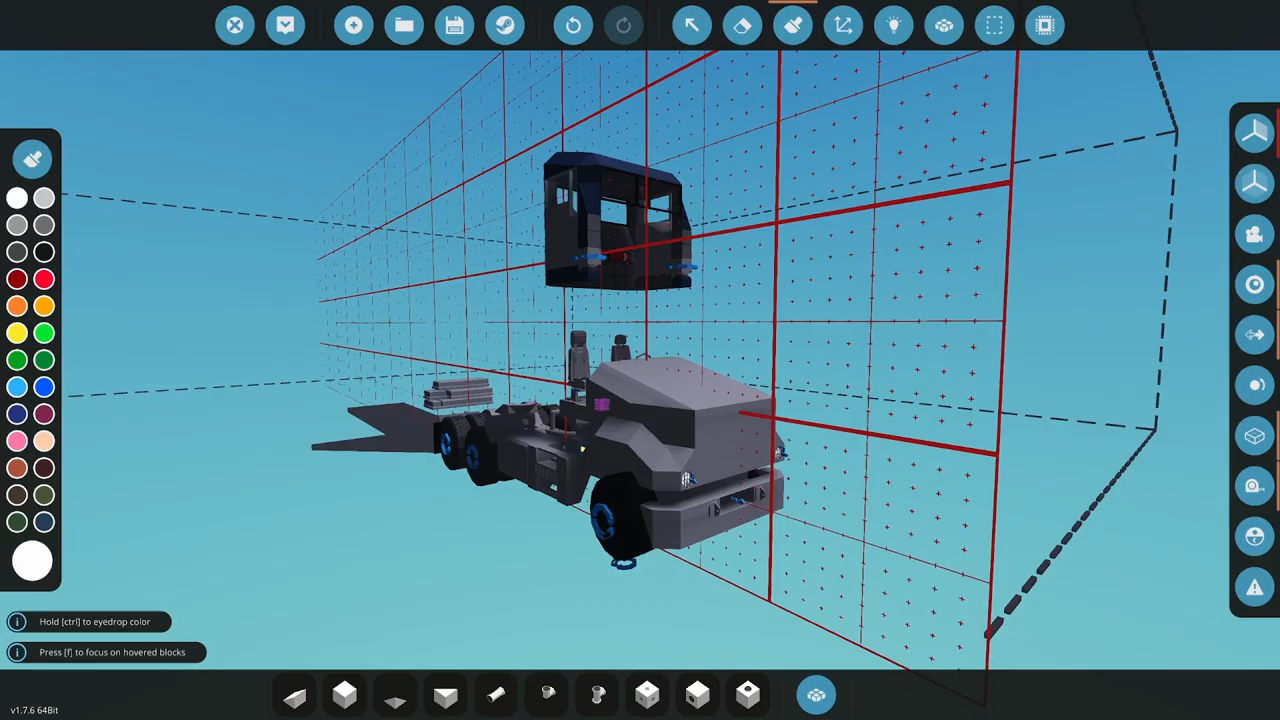 Hold [ctrl] to eyedrop color
Press [f] to focus on hovered blocks
v1.7.6 64Bit